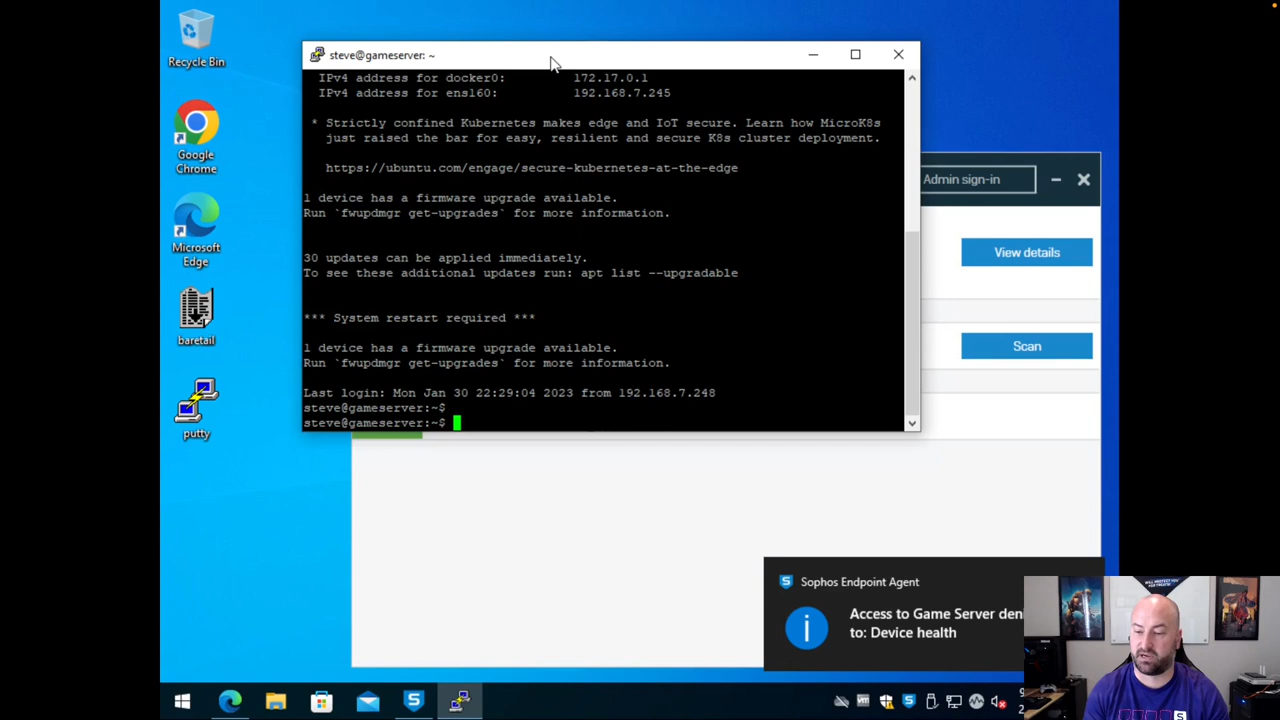 Recycle Bin
Google
Chrome
Microsoft
Edge
baretail
putty
steve@gameserver: ~
IPv4 address for docker0: 172.17.0.1
IPv4 address for ens160: 192.168.7.245
* Strictly confined Kubernetes makes edge and IoT secure. Learn how MicroK8s
just raised the bar for easy, resilient and secure K8s cluster deployment.
https://ubuntu.com/engage/secure-kubernetes-at-the-edge
1 device has a firmware upgrade available.
Run `fwupdmgr get-upgrades` for more information.
30 updates can be applied immediately.
To see these additional updates run: apt list --upgradable
*** System restart required ***
1 device has a firmware upgrade available.
Run `fwupdmgr get-upgrades` for more information.
Last login: Mon Jan 30 22:29:04 2023 from 192.168.7.248
steve@gameserver:~$
steve@gameserver:~$
Admin sign-in
View details
Scan
Sophos Endpoint Agent
Access to Game Server den
to: Device health